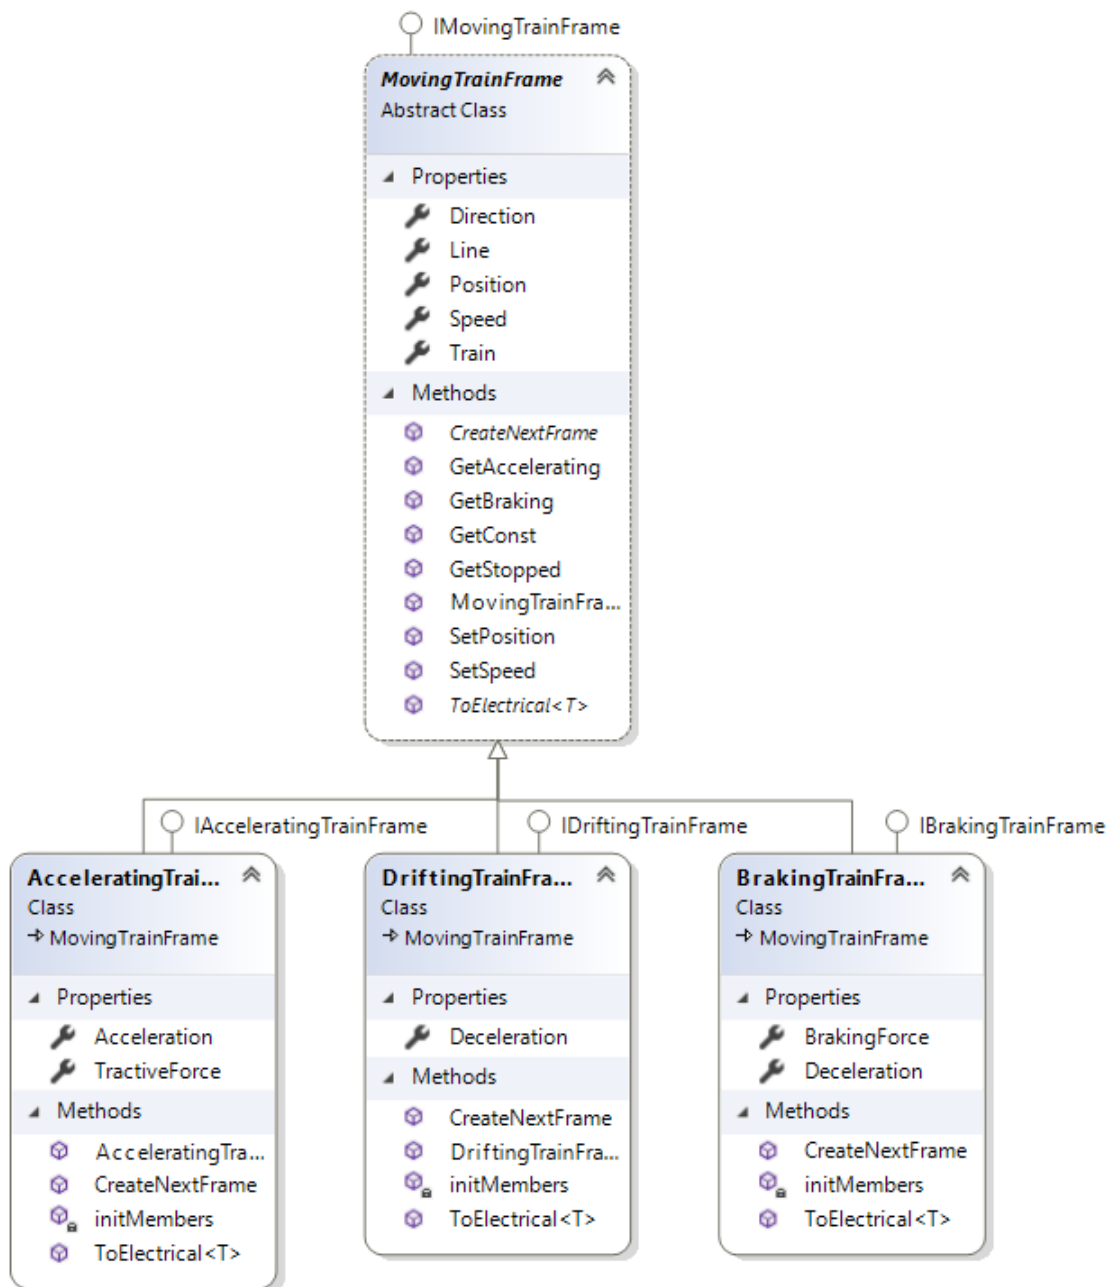 IMovingTrainFrame
MovingTrainFrame
Abstract Class
Properties
Direction
Line
Position
Speed
Train
Methods
CreateNextFrame
GetAccelerating
GetBraking
GetConst
GetStopped
MovingTrainFra...
SetPosition
SetSpeed
ToElectrical<T>
IAcceleratingTrainFrame
IDriftingTrainFrame
IBrakingTrainFrame
AcceleratingTrai...
Class
MovingTrainFrame
Properties
Acceleration
TractiveForce
Methods
AcceleratingTra...
CreateNextFrame
initMembers
ToElectrical<T>
DriftingTrainFra...
Class
MovingTrainFrame
Properties
Deceleration
Methods
CreateNextFrame
DriftingTrainFra...
initMembers
ToElectrical<T>
BrakingTrainFra...
Class
MovingTrainFrame
Properties
BrakingForce
Deceleration
Methods
CreateNextFrame
initMembers
ToElectrical<T>